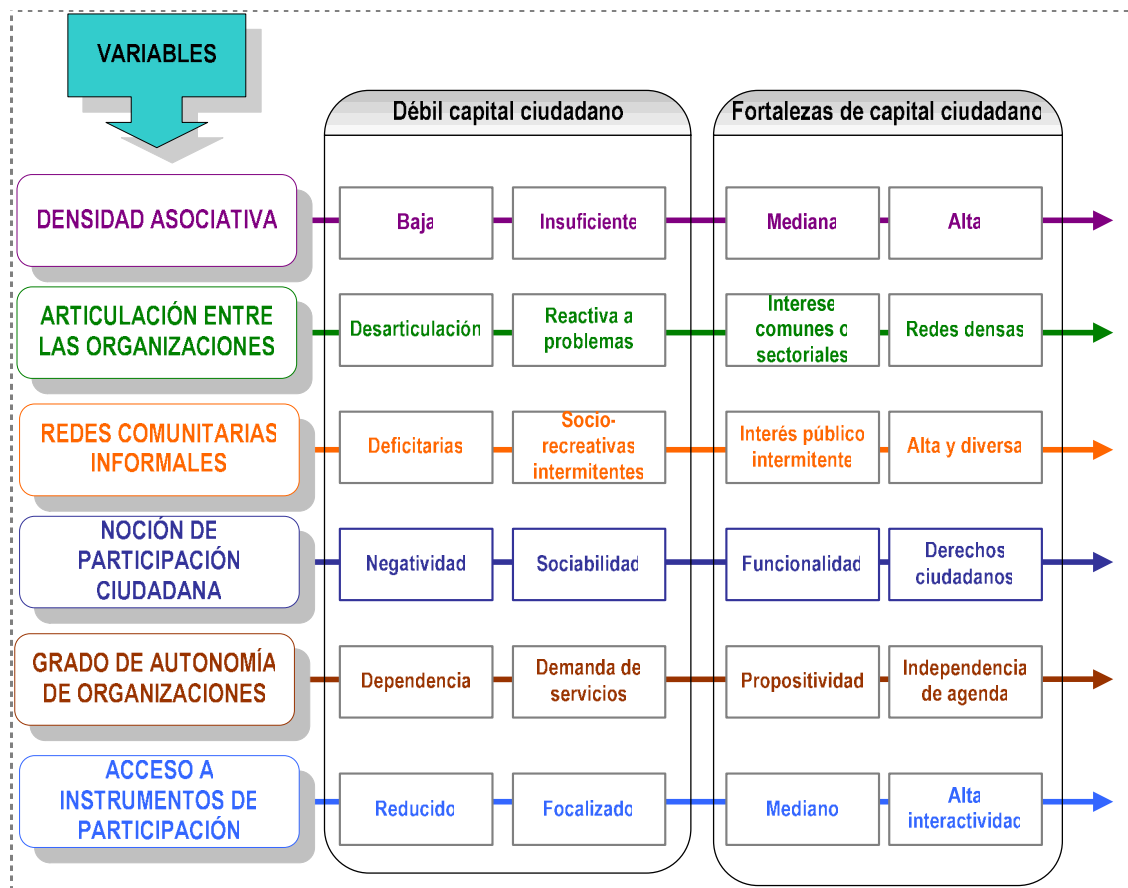 VARIABLES
Débil capital ciudadano
Fortalezas de capital ciudadano
DENSIDAD ASOCIATIVA
Baja
Insuficiente
Mediana
Alta
ARTICULACIÓN ENTRE
LAS ORGANIZACIONES
Desarticulación
Reactiva a
problemas
Interese
comunes o
sectoriales
Redes densas
REDES COMUNITARIAS
INFORMALES
Deficitarias
Socio-
recreativas
intermitentes
Interés público
intermitente
Alta y diversa
NOCIÓN DE
PARTICIPACIÓN
CIUDADANA
Negatividad
Sociabilidad
Funcionalidad
Derechos
ciudadanos
GRADO DE AUTONOMÍA
DE ORGANIZACIONES
Dependencia
Demanda de
servicios
Propositividad
Independencia
de agenda
ACCESO A
INSTRUMENTOS DE
PARTICIPACIÓN
Reducido
Focalizado
Mediano
Alta
interactividad